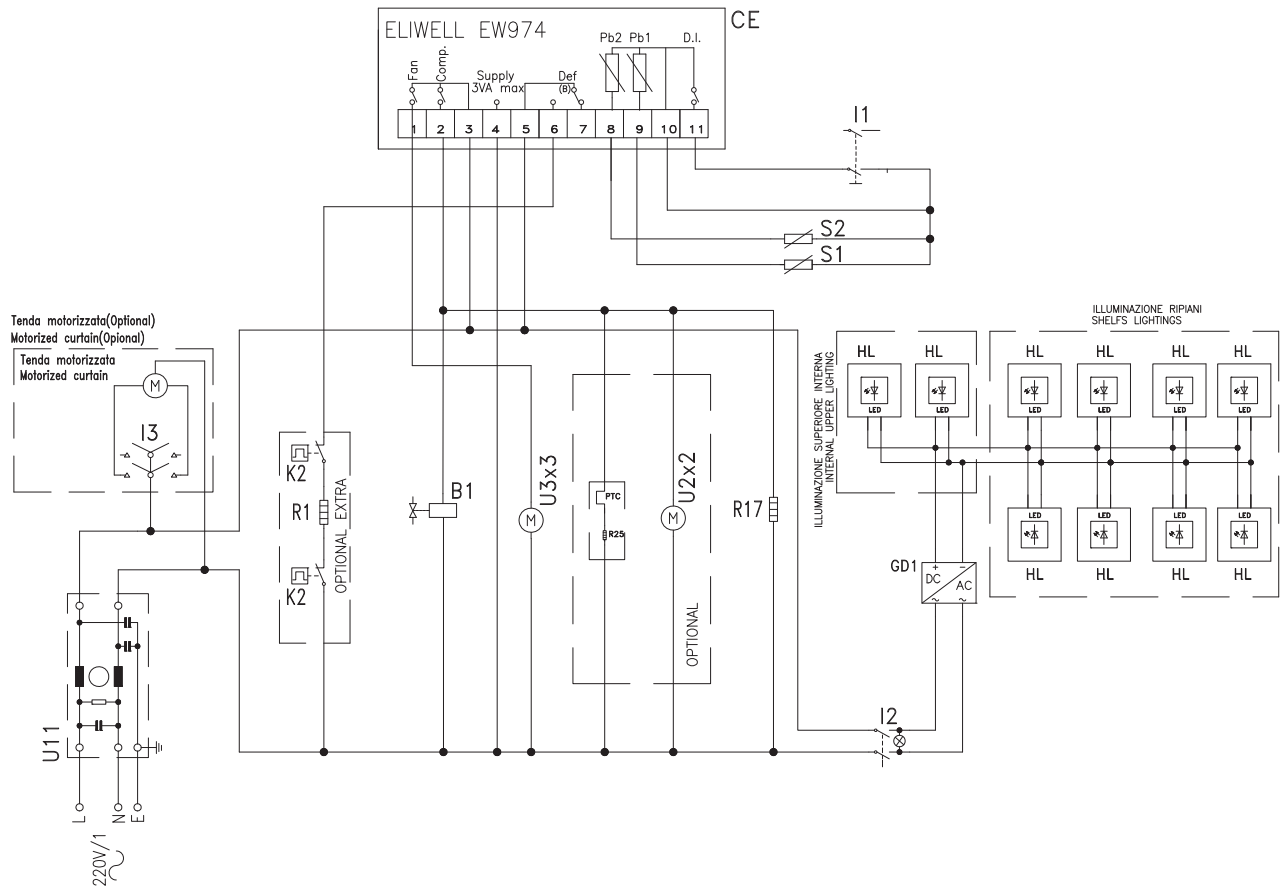 ELIWELL EW974
CE
Fan
Comp.
Supply
3VA max
Def
(B)
Pb2
Pb1
D.I.
1
2
3
4
5
6
7
8
9
10
11
I1
S2
S1
Tenda motorizzata(Optional)
Motorized curtain(Opional)
Tenda motorizzata
Motorized curtain
M
I3
K2
R1
K2
OPTIONAL EXTRA
B1
M
U3x3
PTC
R25
M
U2x2
OPTIONAL
R17
ILLUMINAZIONE SUPERIORE INTERNA
INTERNAL UPPER LIGHTING
HL
HL
LED
LED
ILLUMINAZIONE RIPIANI
SHELFS LIGHTINGS
HL
HL
HL
HL
LED
LED
LED
LED
LED
LED
LED
LED
HL
HL
HL
HL
GD1
+
−
DC
AC
~
~
I2
U11
L
N
E
220V/1